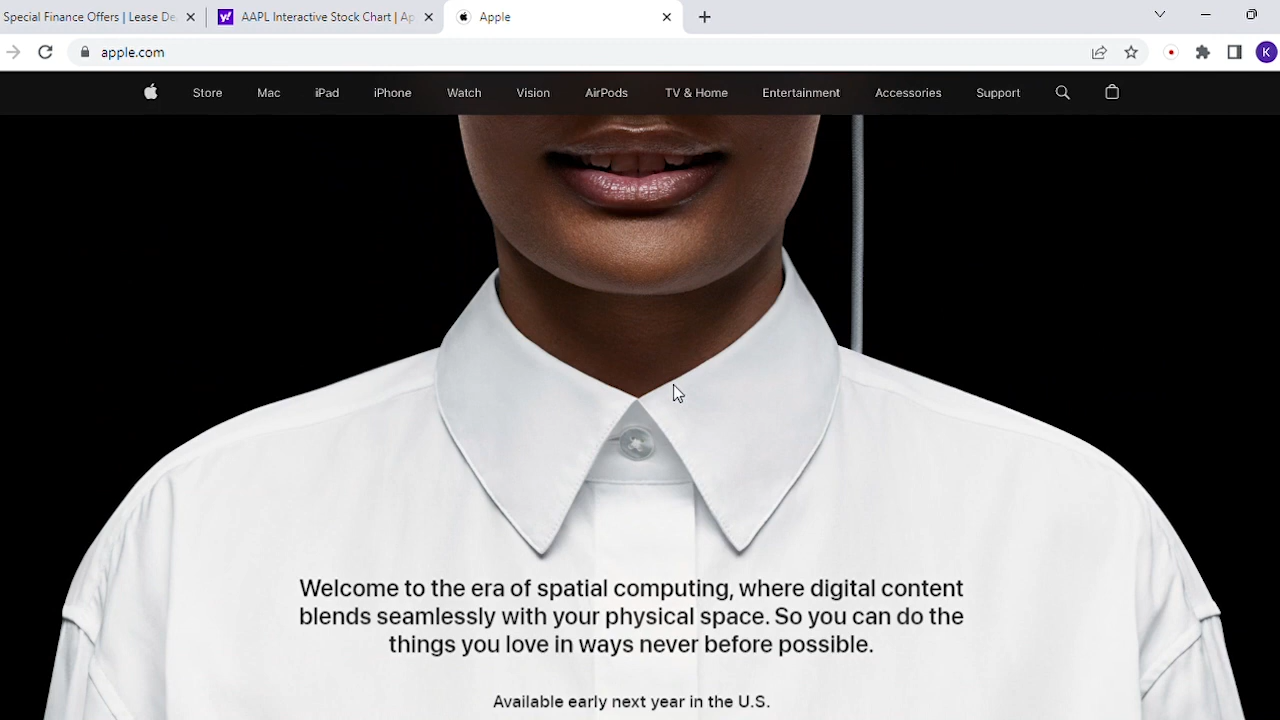 Special Finance Offers | Lease De
AAPL Interactive Stock Chart | Ap
Apple
apple.com
K
Store Mac iPad iPhone Watch Vision AirPods TV & Home Entertainment Accessories Support
Welcome to the era of spatial computing, where digital content
blends seamlessly with your physical space. So you can do the
things you love in ways never before possible.
Available early next year in the U.S.